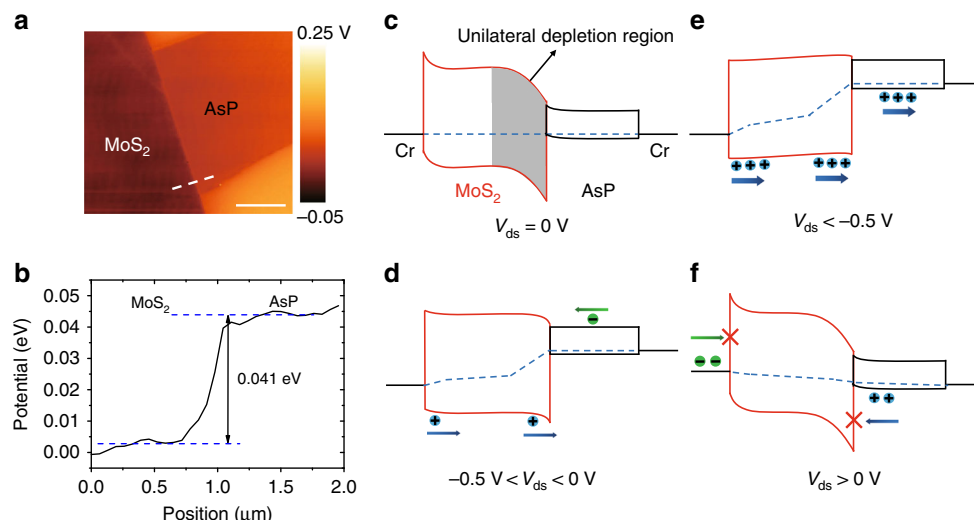 a
0.25 V
AsP
MoS₂
−0.05
b
MoS₂
AsP
0.05
0.04
0.03
0.02
0.01
0.00
0.041 eV
Potential (eV)
0.0 0.5 1.0 1.5 2.0
Position (μm)
c
Unilateral depletion region
Cr
MoS₂
AsP
Cr
Vds = 0 V
d
−0.5 V < Vds < 0 V
e
Vds < −0.5 V
f
Vds > 0 V